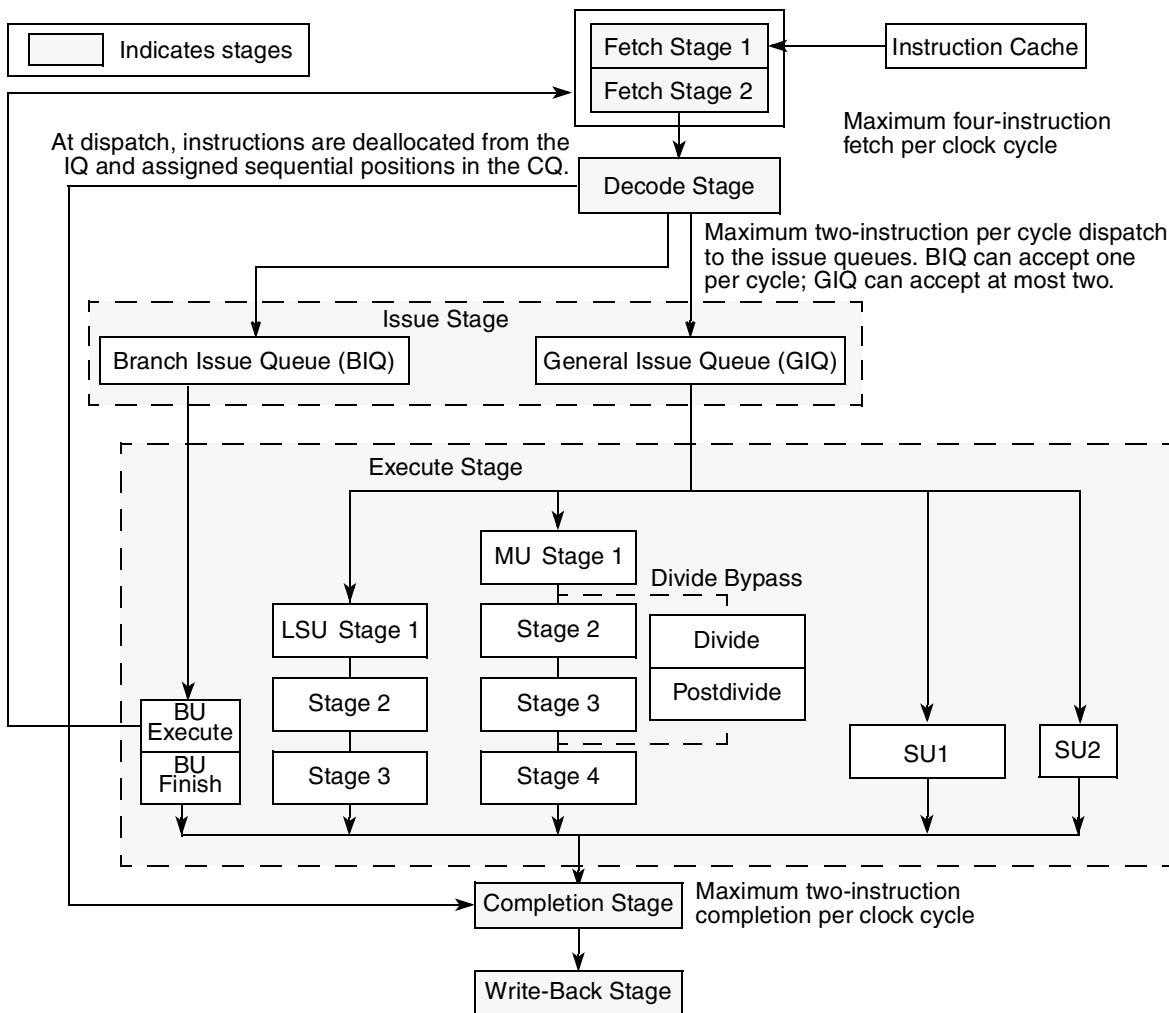 Indicates stages
Fetch Stage 1
Instruction Cache
Fetch Stage 2
Maximum four-instruction
fetch per clock cycle
At dispatch, instructions are deallocated from the
IQ and assigned sequential positions in the CQ.
Decode Stage
Maximum two-instruction per cycle dispatch
to the issue queues. BIQ can accept one
per cycle; GIQ can accept at most two.
Issue Stage
Branch Issue Queue (BIQ)
General Issue Queue (GIQ)
Execute Stage
MU Stage 1
Divide Bypass
LSU Stage 1
Stage 2
Divide
Stage 2
Stage 3
Postdivide
BU
Execute
BU
Finish
Stage 3
Stage 4
SU1
SU2
Completion Stage
Maximum two-instruction
completion per clock cycle
Write-Back Stage